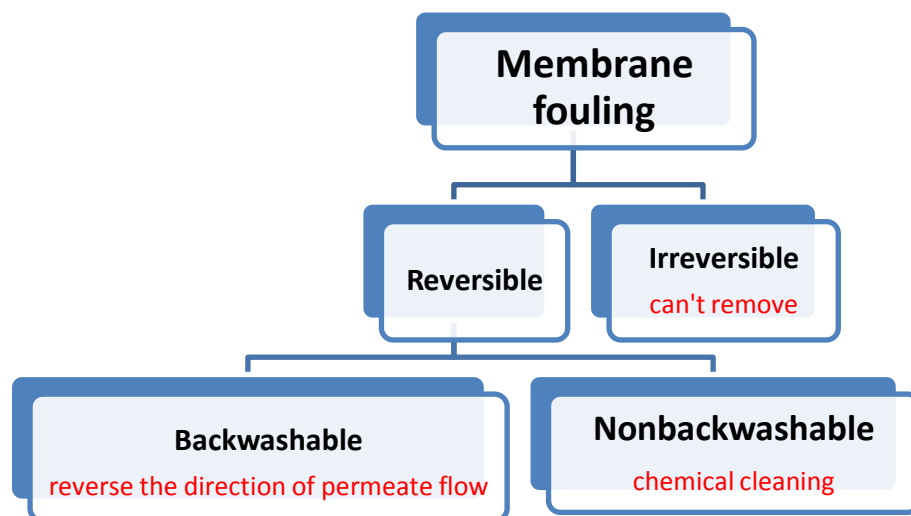 Membrane
fouling
Reversible
Irreversible
can't remove
Backwashable
reverse the direction of permeate flow
Nonbackwashable
chemical cleaning